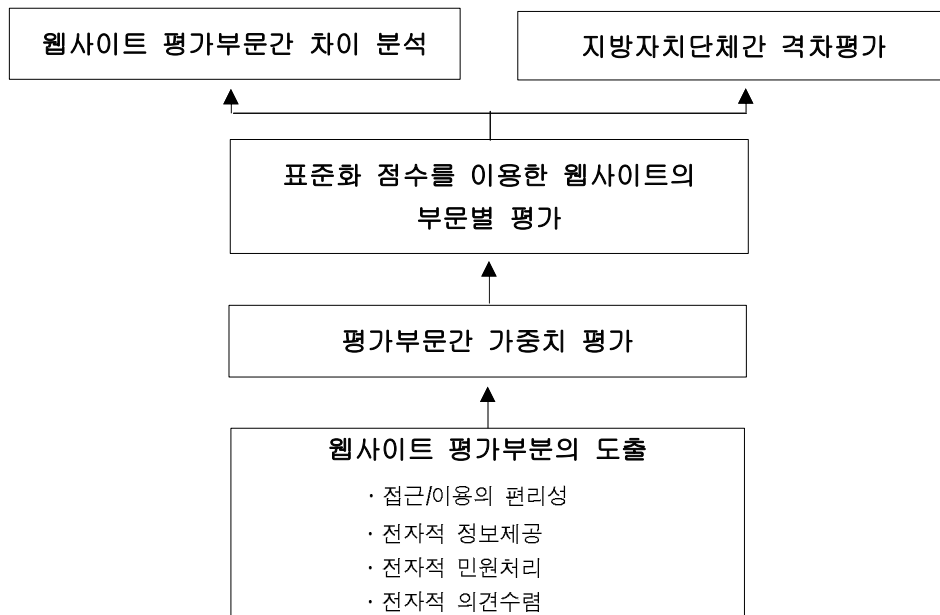 웹사이트 평가부문간 차이 분석
지방자치단체간 격차평가
표준화 점수를 이용한 웹사이트의
부문별 평가
평가부문간 가중치 평가
웹사이트 평가부분의 도출
· 접근/이용의 편리성
· 전자적 정보제공
· 전자적 민원처리
· 전자적 의견수렴